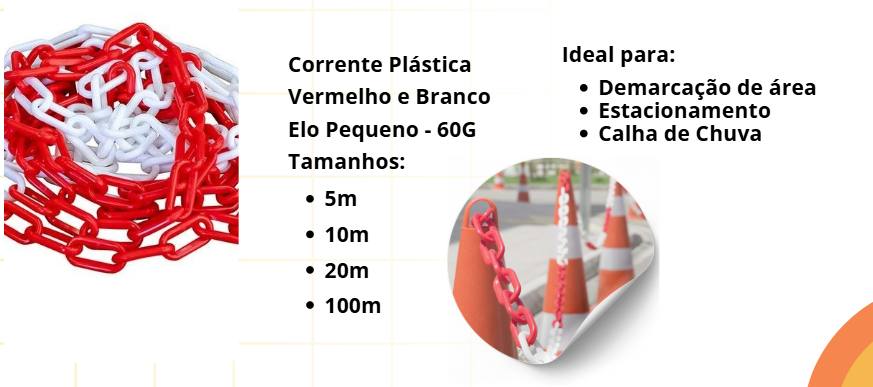 Corrente Plástica
Vermelho e Branco
Elo Pequeno - 60G
Tamanhos:
• 5m
• 10m
• 20m
• 100m
Ideal para:
• Demarcação de área
• Estacionamento
• Calha de Chuva